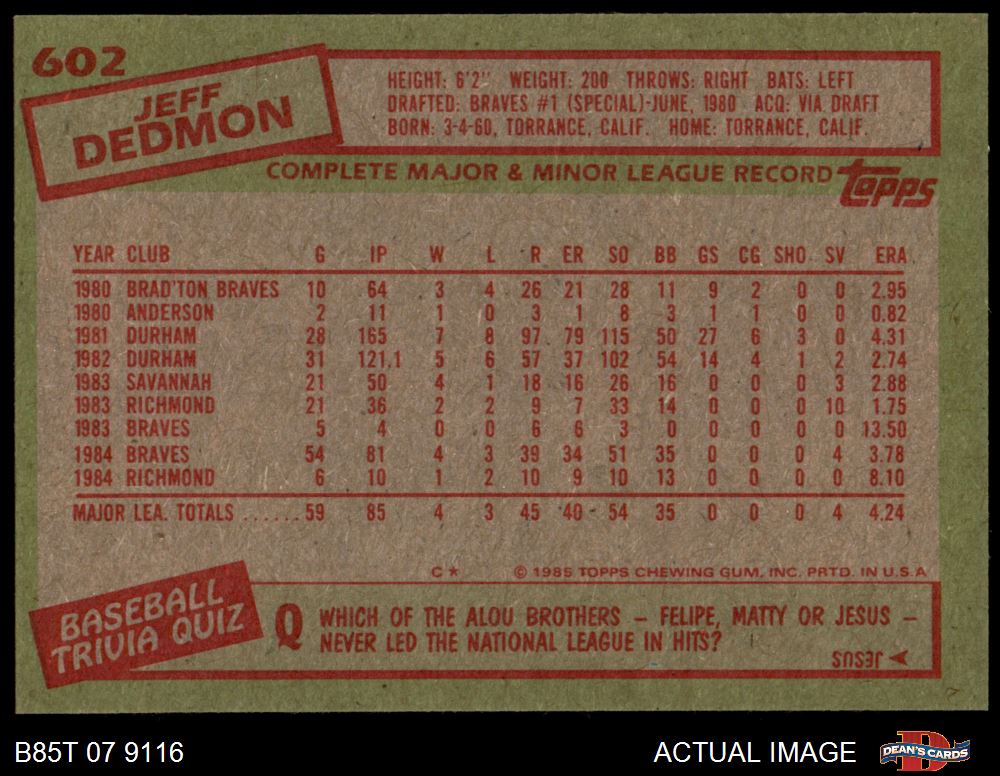 602
JEFF
DEDMON
HEIGHT: 6'2" WEIGHT: 200 THROWS: RIGHT BATS: LEFT
DRAFTED: BRAVES #1 (SPECIAL)-JUNE, 1980 ACQ: VIA DRAFT
BORN: 3-4-60, TORRANCE, CALIF. HOME: TORRANCE, CALIF.
COMPLETE MAJOR & MINOR LEAGUE RECORD topps
YEAR CLUB G IP W L R ER SO BB GS CG SHO SV ERA
1980 BRAD'TON BRAVES 10 64 3 4 26 21 28 11 9 2 0 0 2.95
1980 ANDERSON 2 11 1 0 3 1 8 3 1 1 0 0 0.82
1981 DURHAM 28 165 7 8 97 79 115 50 27 6 3 0 4.31
1982 DURHAM 31 121.1 5 6 57 37 102 54 14 4 1 2 2.74
1983 SAVANNAH 21 50 4 1 18 16 26 16 0 0 0 3 2.88
1983 RICHMOND 21 36 2 2 9 7 33 14 0 0 0 10 1.75
1983 BRAVES 5 4 0 0 6 6 3 0 0 0 0 0 13.50
1984 BRAVES 54 81 4 3 39 34 51 35 0 0 0 4 3.78
1984 RICHMOND 6 10 1 2 10 9 10 13 0 0 0 0 8.10
MAJOR LEA. TOTALS ......59 85 4 3 45 40 54 35 0 0 0 4 4.24
C★ © 1985 TOPPS CHEWING GUM, INC. PRTD. IN U.S.A
BASEBALL
TRIVIA QUIZ
Q WHICH OF THE ALOU BROTHERS – FELIPE, MATTY OR JESUS –
NEVER LED THE NATIONAL LEAGUE IN HITS?
JESUS
B85T 07 9116
ACTUAL IMAGE
D
DEAN'S CARDS